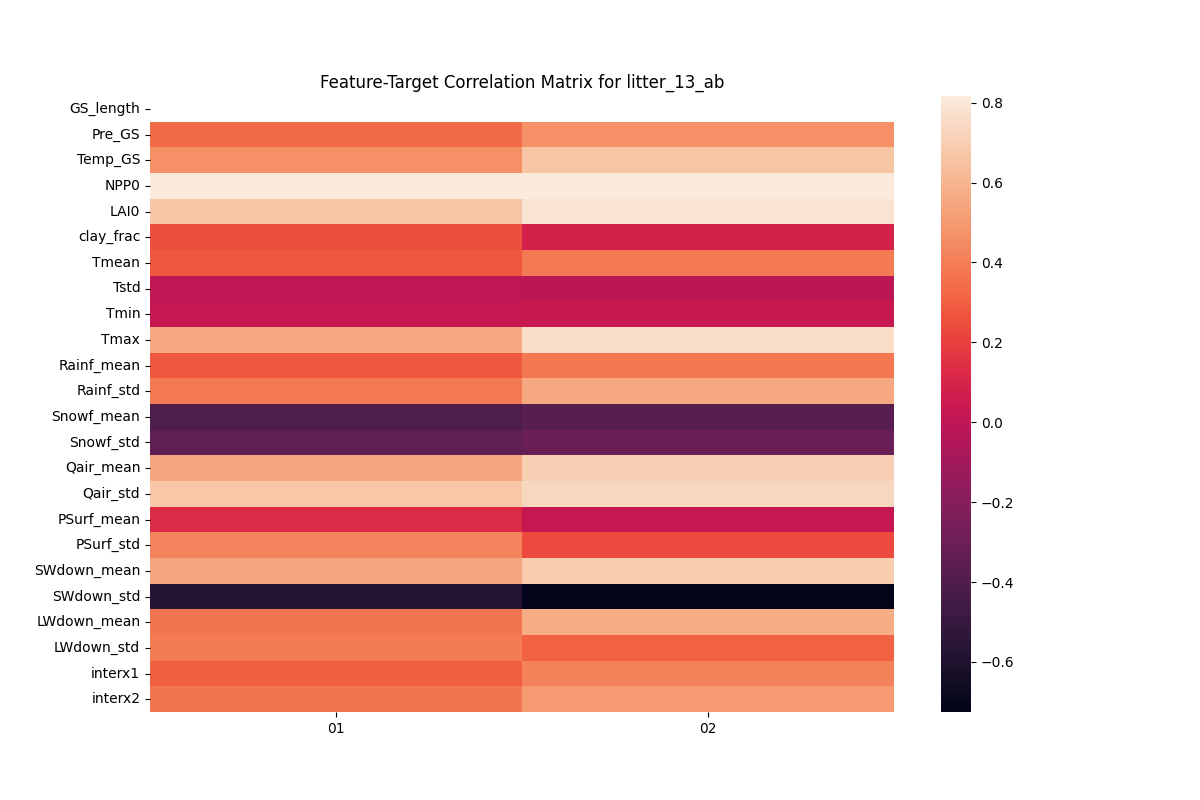 Feature-Target Correlation Matrix for litter_13_ab
GS_length
Pre_GS
Temp_GS
NPP0
LAI0
clay_frac
Tmean
Tstd
Tmin
Tmax
Rainf_mean
Rainf_std
Snowf_mean
Snowf_std
Qair_mean
Qair_std
PSurf_mean
PSurf_std
SWdown_mean
SWdown_std
LWdown_mean
LWdown_std
interx1
interx2
01
02
0.8
0.6
0.4
0.2
0.0
−0.2
−0.4
−0.6